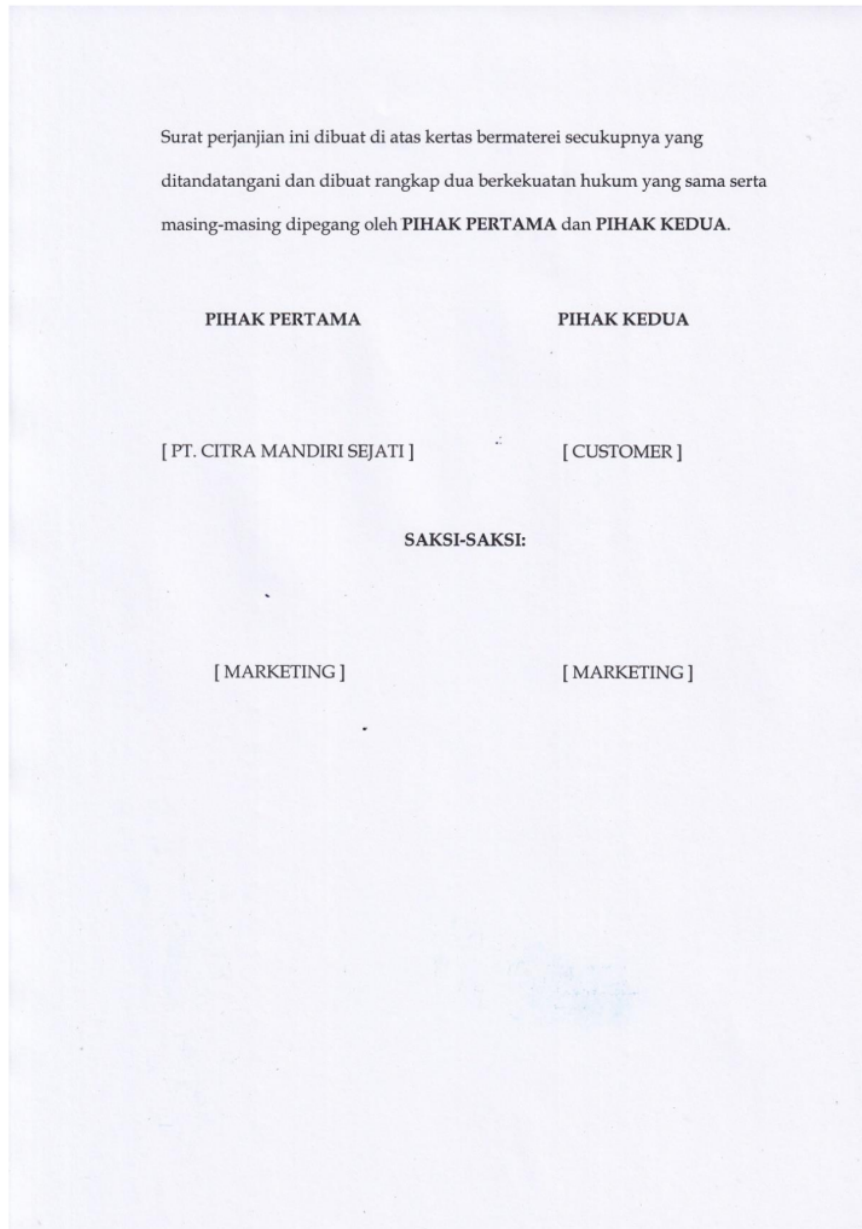 Surat perjanjian ini dibuat di atas kertas bermaterei secukupnya yang
ditandatangani dan dibuat rangkap dua berkekuatan hukum yang sama serta
masing-masing dipegang oleh PIHAK PERTAMA dan PIHAK KEDUA.
PIHAK PERTAMA PIHAK KEDUA
[ PT. CITRA MANDIRI SEJATI ] [ CUSTOMER ]
SAKSI-SAKSI:
[ MARKETING ] [ MARKETING ]